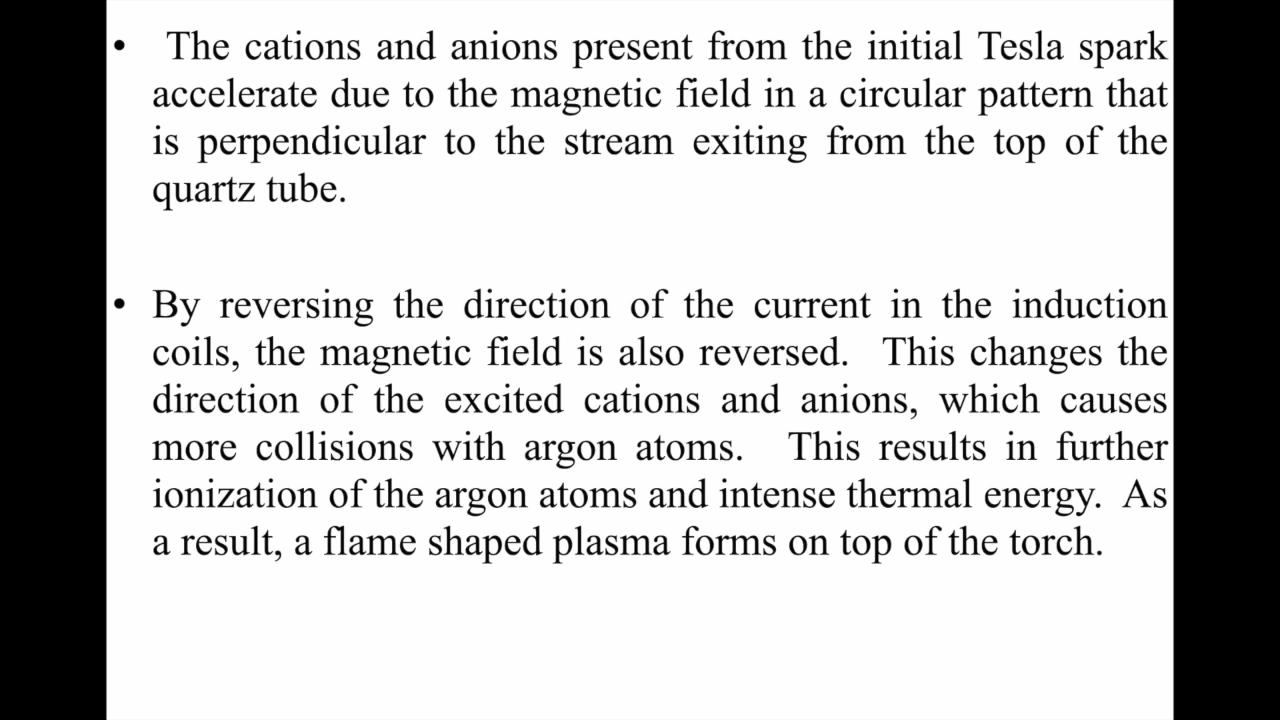 • The cations and anions present from the initial Tesla spark
accelerate due to the magnetic field in a circular pattern that
is perpendicular to the stream exiting from the top of the
quartz tube.
• By reversing the direction of the current in the induction
coils, the magnetic field is also reversed. This changes the
direction of the excited cations and anions, which causes
more collisions with argon atoms. This results in further
ionization of the argon atoms and intense thermal energy. As
a result, a flame shaped plasma forms on top of the torch.